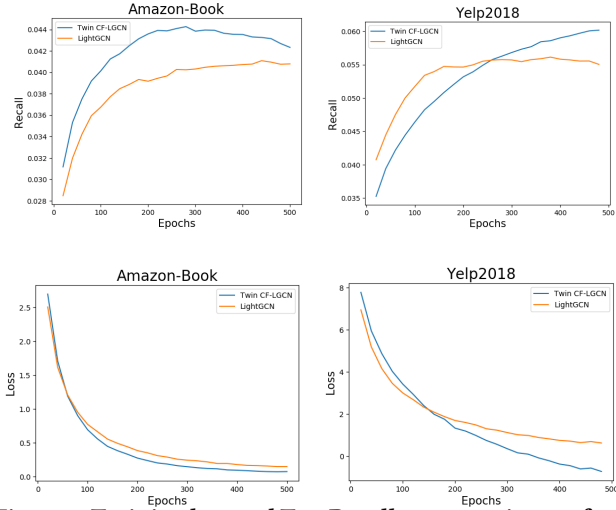 Amazon-Book
Twin CF-LGCN
LightGCN
0.044
0.042
0.040
0.038
0.036
0.034
0.032
0.030
0.028
Recall
0 100 200 300 400 500
Epochs
Yelp2018
Twin CF-LGCN
LightGCN
0.060
0.055
0.050
0.045
0.040
0.035
Recall
0 100 200 300 400 500
Epochs
Amazon-Book
Twin CF-LGCN
LightGCN
2.5
2.0
1.5
1.0
0.5
0.0
Loss
0 100 200 300 400 500
Epochs
Yelp2018
Twin CF-LGCN
LightGCN
8
6
4
2
0
Loss
0 100 200 300 400 500
Epochs